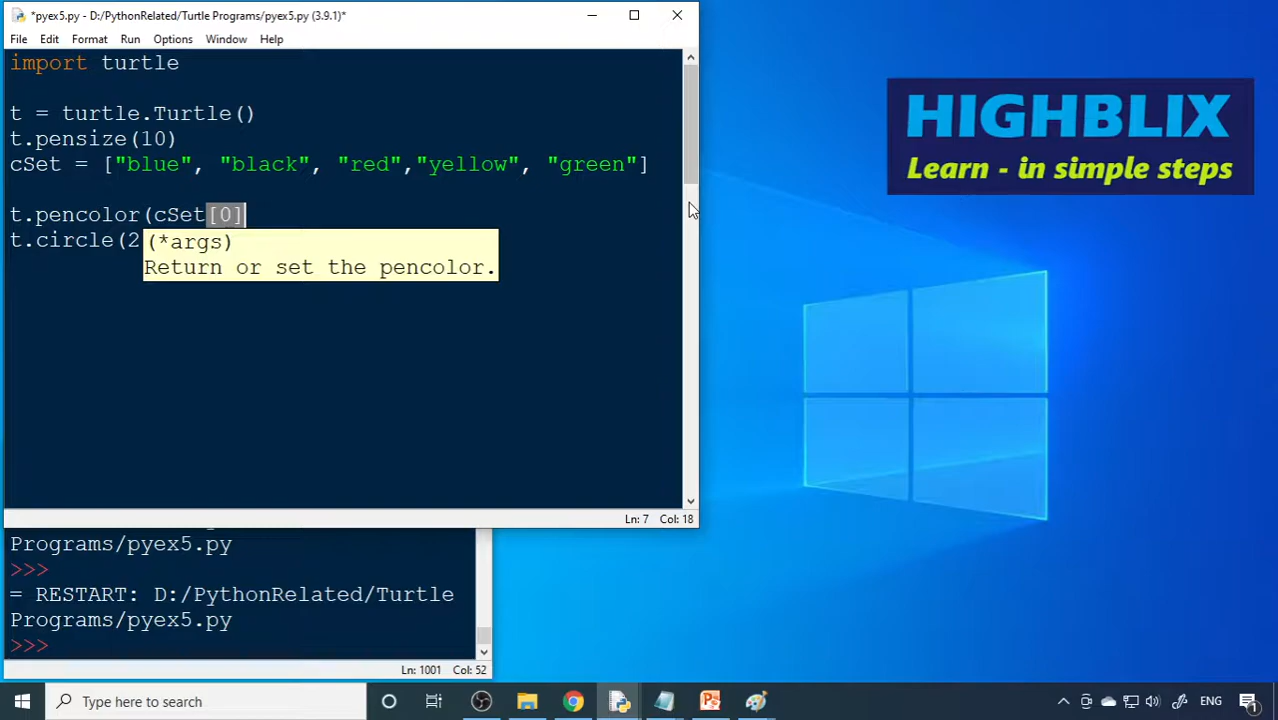 *pyex5.py - D:/PythonRelated/Turtle Programs/pyex5.py (3.9.1)*
File Edit Format Run Options Window Help
import turtle
t = turtle.Turtle()
t.pensize(10)
cSet = ["blue", "black", "red","yellow", "green"]
t.pencolor(cSet[0]
t.circle(2
(*args)
Return or set the pencolor.
Ln: 7 Col: 18
HIGHBLIX
Learn - in simple steps
Programs/pyex5.py
>>>
= RESTART: D:/PythonRelated/Turtle
Programs/pyex5.py
>>>
Ln: 1001 Col: 52
Type here to search
ENG
1